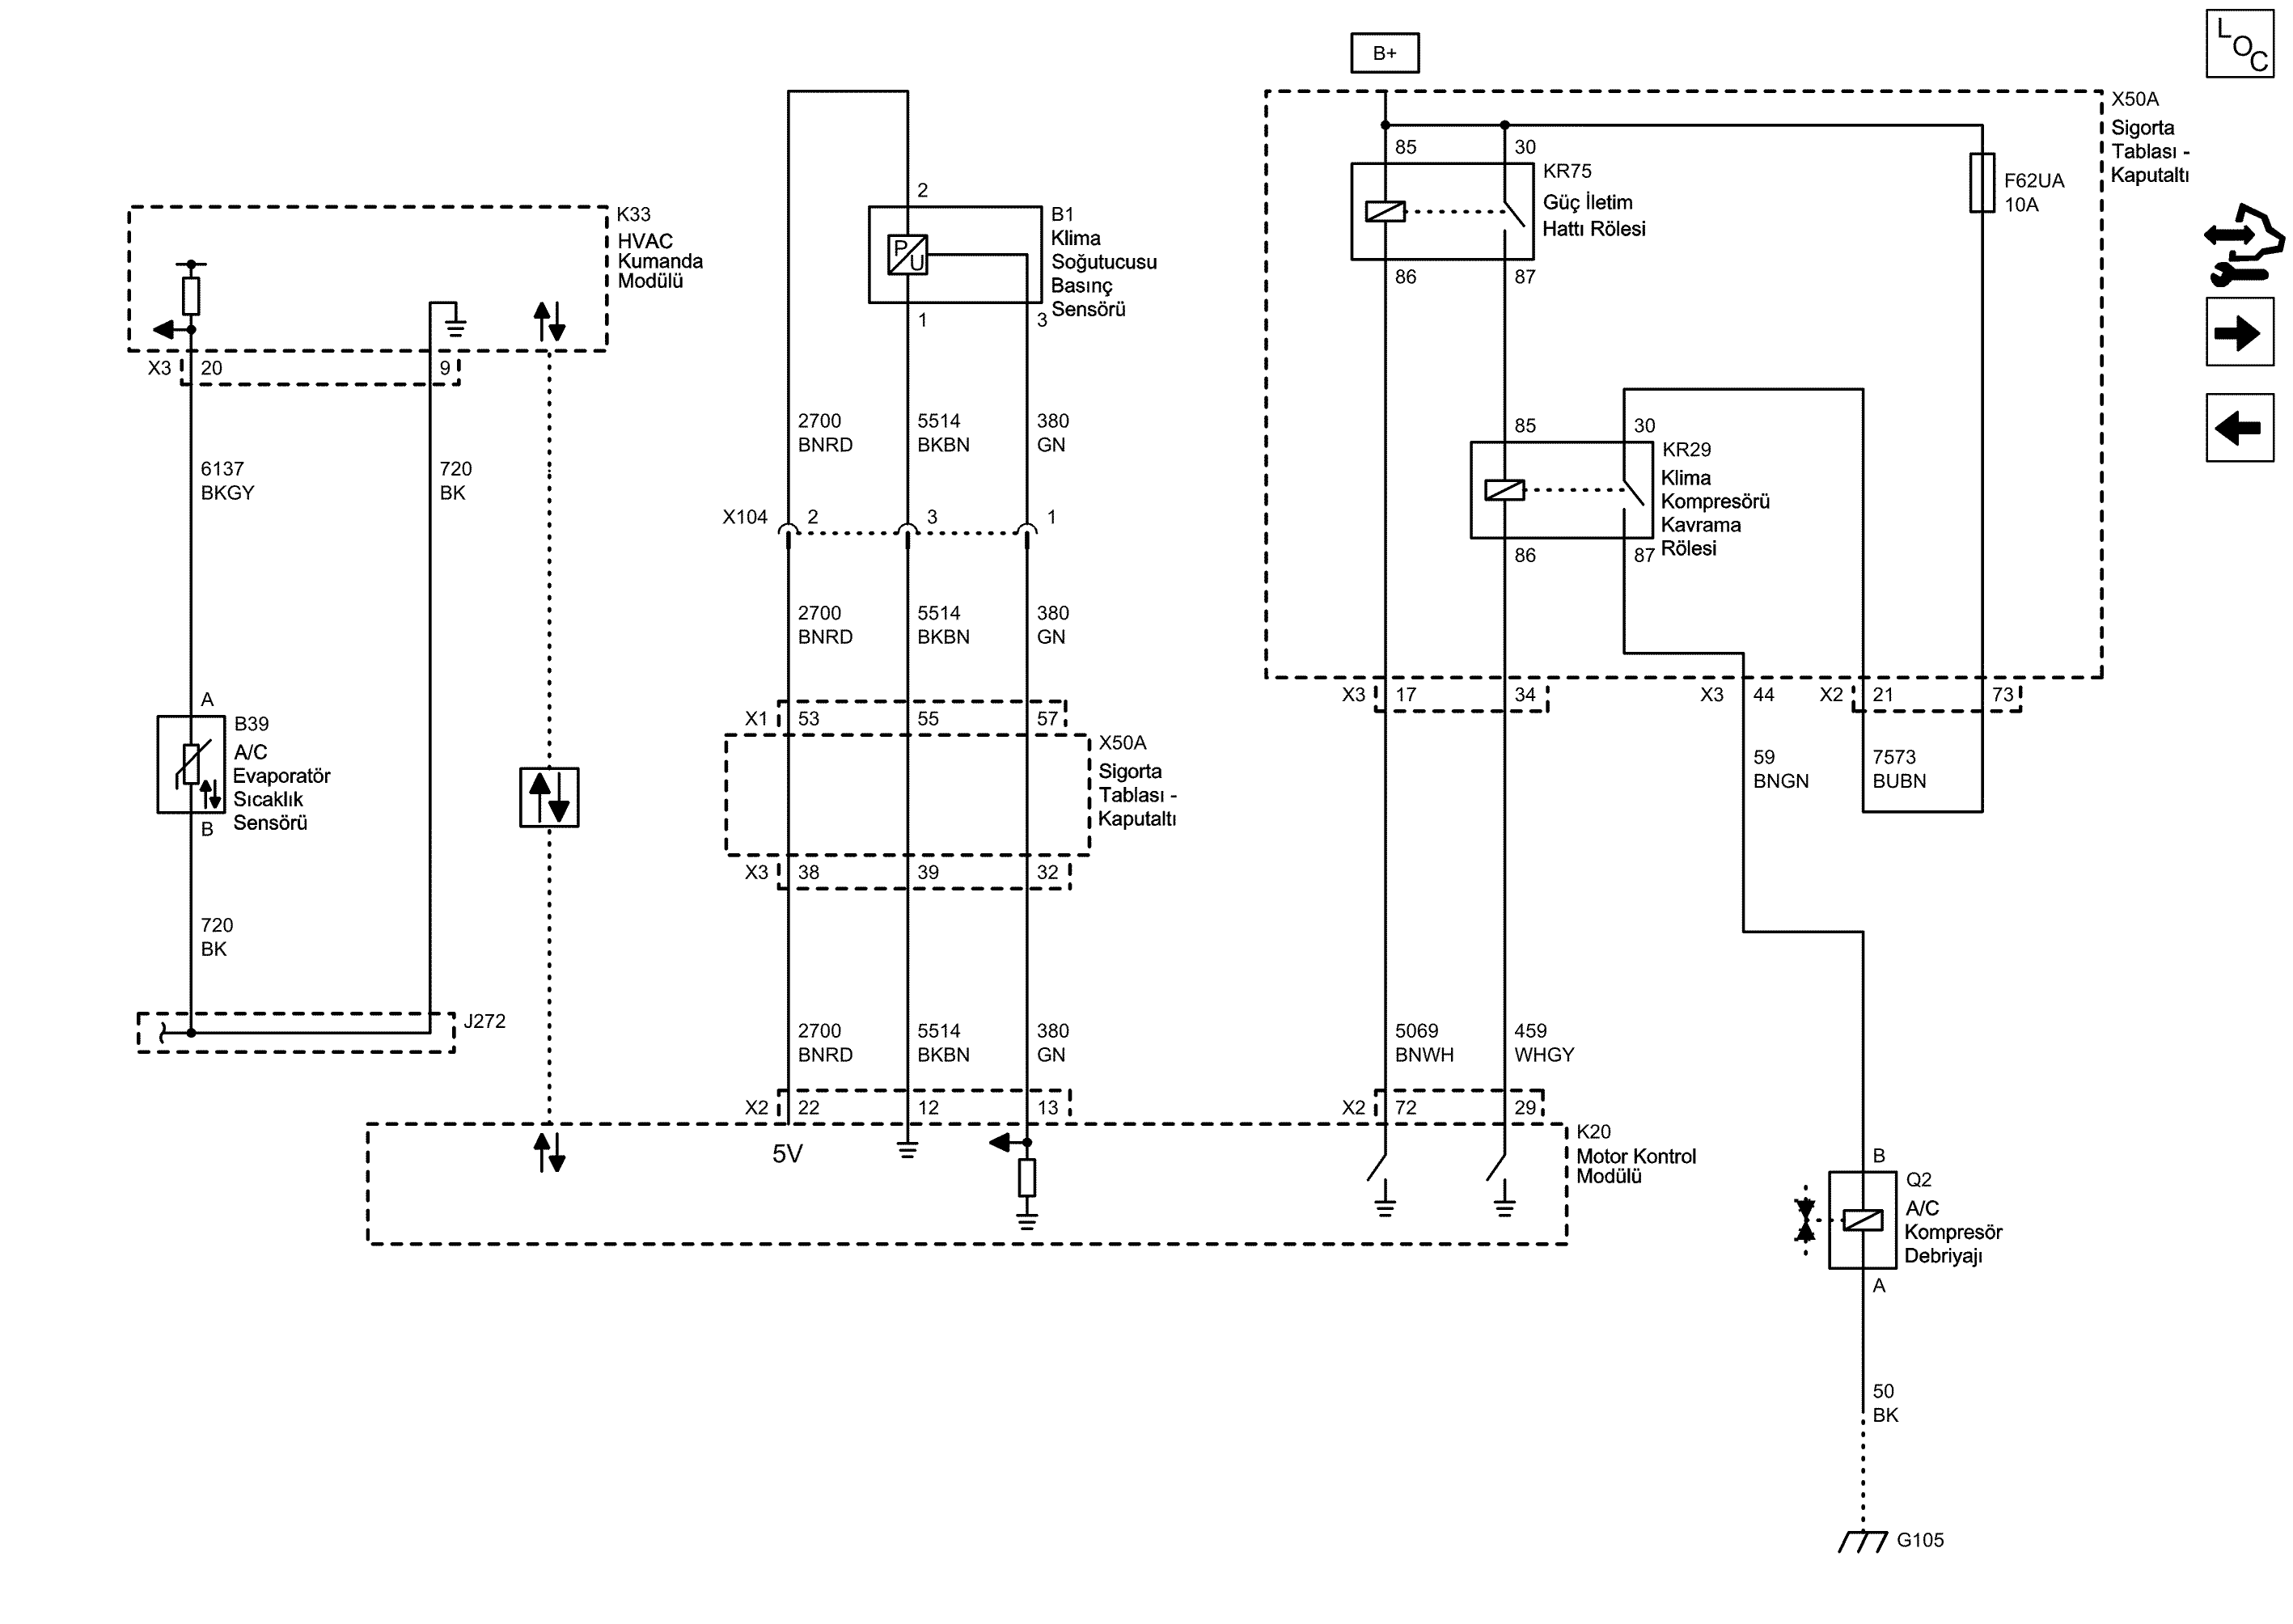 LOC
B+
X50A
Sigorta
Tablası -
Kaputaltı
85
30
KR75
Güç İletim
Hattı Rölesi
86
87
F62UA
10A
K33
HVAC
Kumanda
Modülü
X3
20
9
2
B1
Klima
Soğutucusu
Basınç
Sensörü
P
U
1
3
6137
BKGY
720
BK
2700
BNRD
5514
BKBN
380
GN
85
30
KR29
Klima
Kompresörü
Kavrama
Rölesi
86
87
X104
2
3
1
2700
BNRD
5514
BKBN
380
GN
A
B39
A/C
Evaporatör
Sıcaklık
Sensörü
B
X1
53
55
57
X50A
Sigorta
Tablası -
Kaputaltı
X3
38
39
32
X3
17
34
X3
44
X2
21
73
59
BNGN
7573
BUBN
720
BK
J272
2700
BNRD
5514
BKBN
380
GN
5069
BNWH
459
WHGY
X2
22
12
13
X2
72
29
5V
K20
Motor Kontrol
Modülü
B
Q2
A/C
Kompresör
Debriyajı
A
50
BK
G105